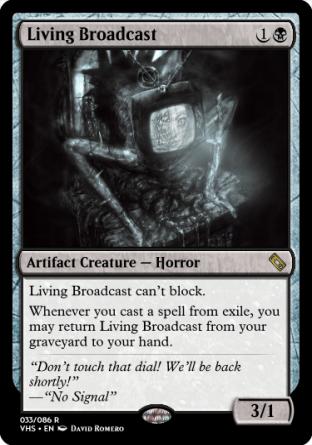 Living Broadcast 1
Artifact Creature — Horror
Living Broadcast can't block.
Whenever you cast a spell from exile, you
may return Living Broadcast from your
graveyard to your hand.
“Don't touch that dial! We'll be back
shortly!”
—“No Signal”
3/1
033/086 R
VHS • EN David Romero